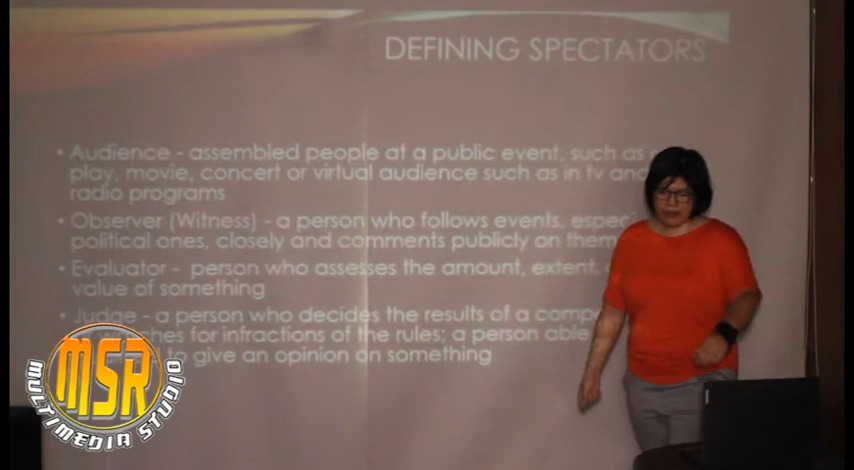 DEFINING SPECTATORS
• Audience - assembled people at a public event, such as
play, movie, concert or virtual audience such as in tv and
radio programs
• Observer (Witness) - a person who follows events,
political ones, closely and comments publicly on them
• Evaluator - person who assesses the amount, extent,
value of something
• Judge - a person who decides the results of a
for infractions of the rules; a person able
to give an opinion on something
MSR
MULTIMEDIA STUDIO